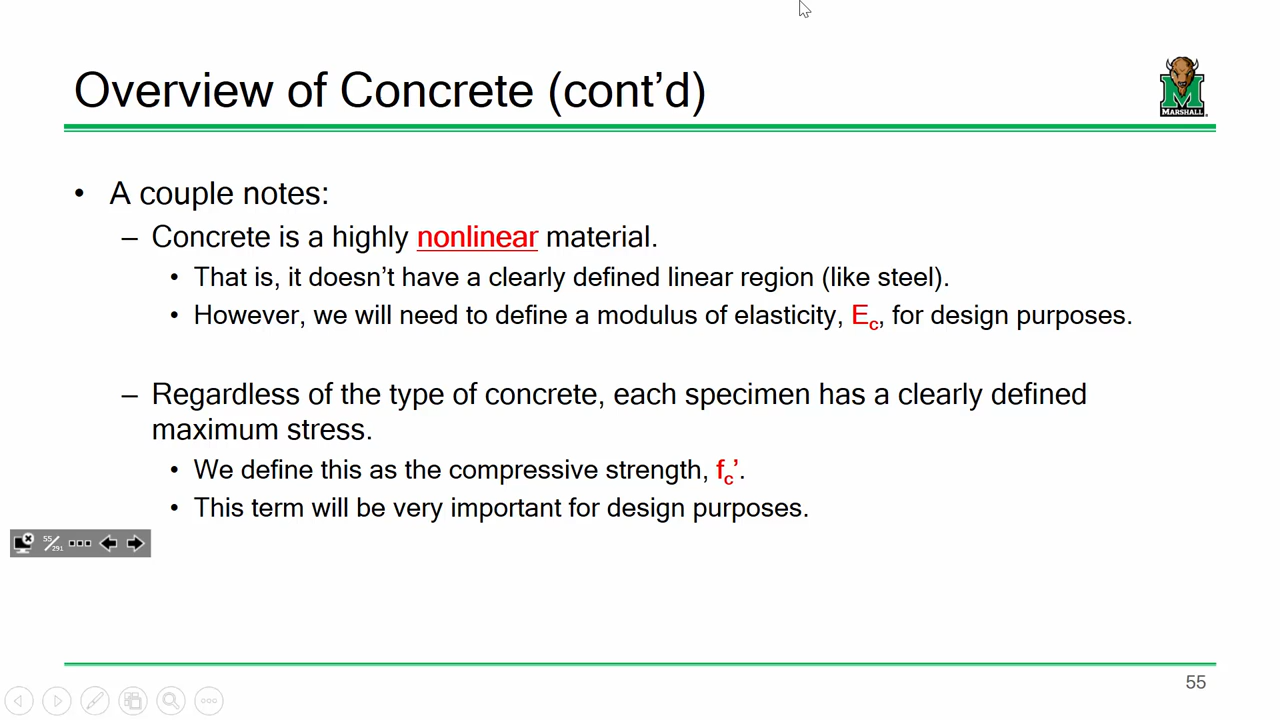 Overview of Concrete (cont’d)
MARSHALL
• A couple notes:
– Concrete is a highly nonlinear material.
• That is, it doesn’t have a clearly defined linear region (like steel).
• However, we will need to define a modulus of elasticity, Ec, for design purposes.
– Regardless of the type of concrete, each specimen has a clearly defined
maximum stress.
• We define this as the compressive strength, fc’.
• This term will be very important for design purposes.
55/291
55